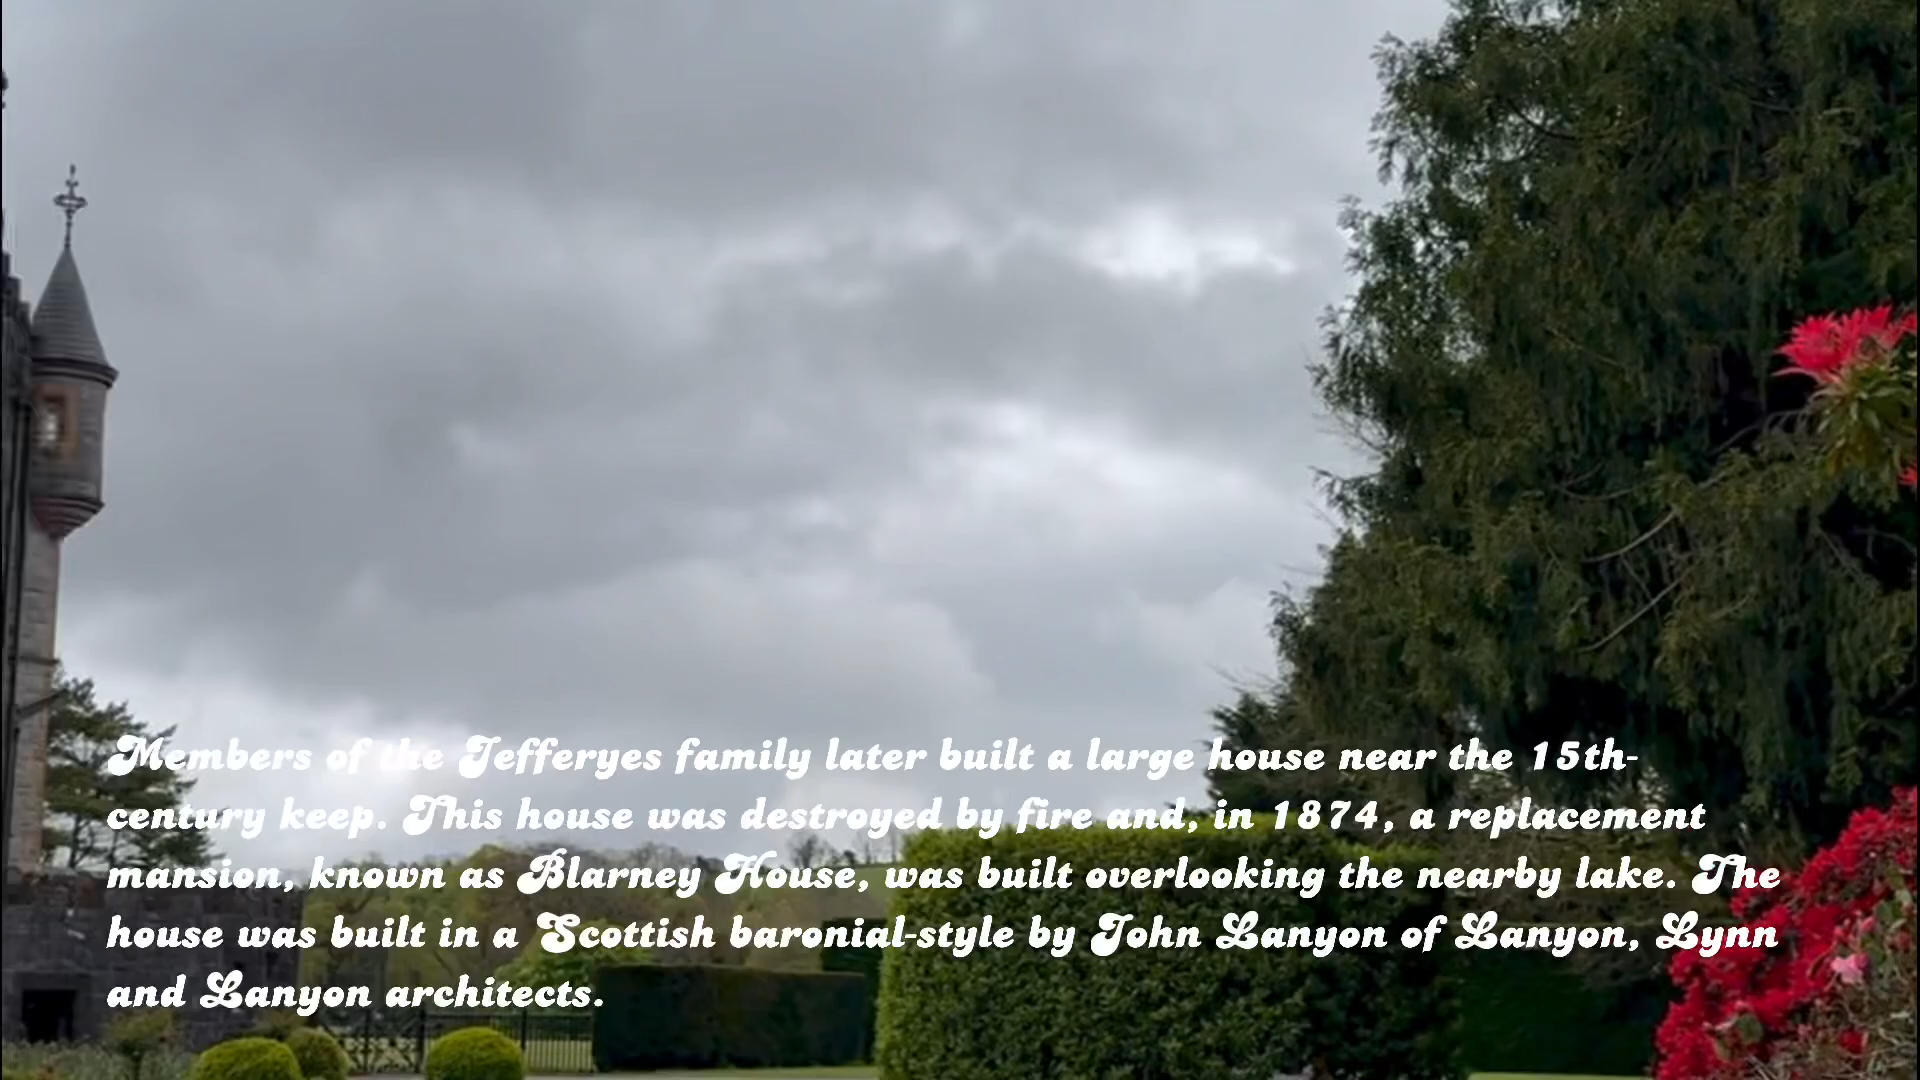 Members of the Jefferyes family later built a large house near the 15th-
century keep. This house was destroyed by fire and, in 1874, a replacement
mansion, known as Blarney House, was built overlooking the nearby lake. The
house was built in a Scottish baronial-style by John Lanyon of Lanyon, Lynn
and Lanyon architects.